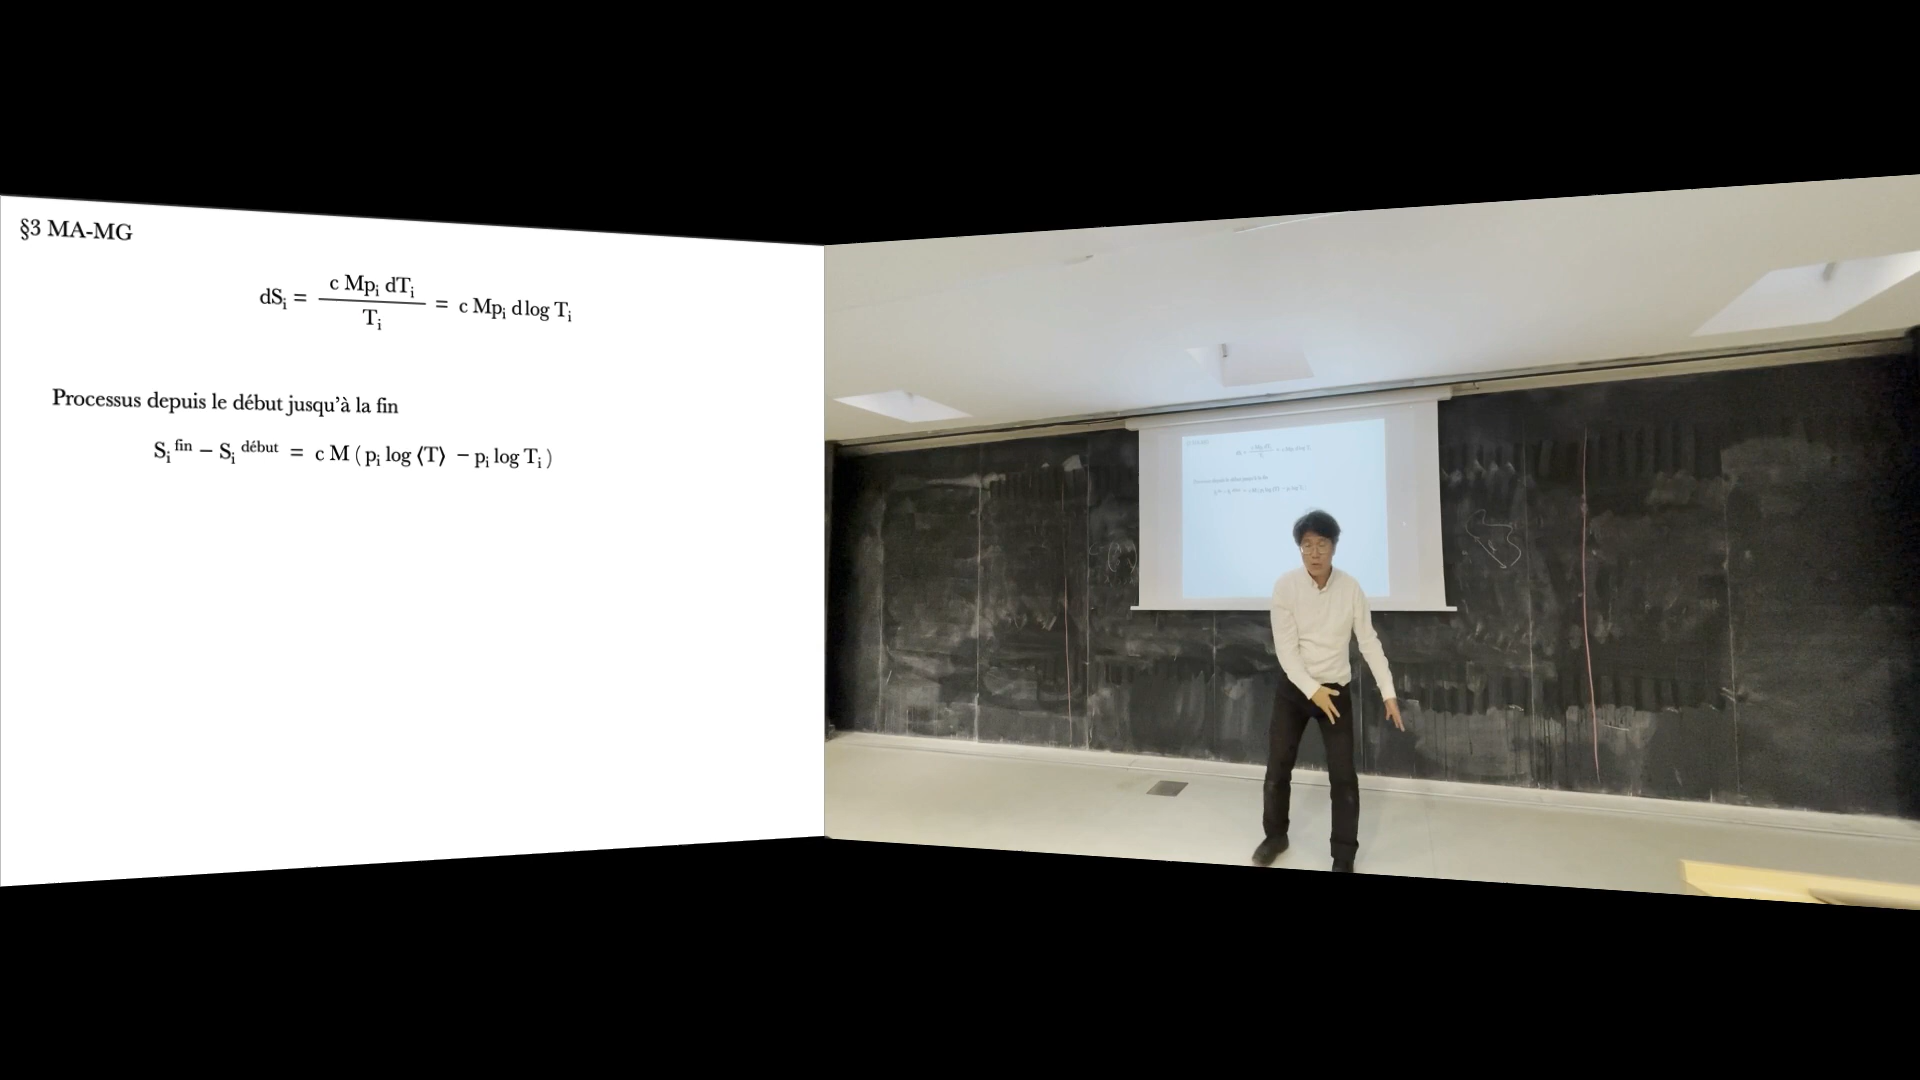 §3 MA-MG
dS_i = c Mp_i dT_i / T_i = c Mp_i d log T_i
Processus depuis le début jusqu'à la fin
S_i^fin − S_i^début = c M ( p_i log ⟨T⟩ − p_i log T_i )